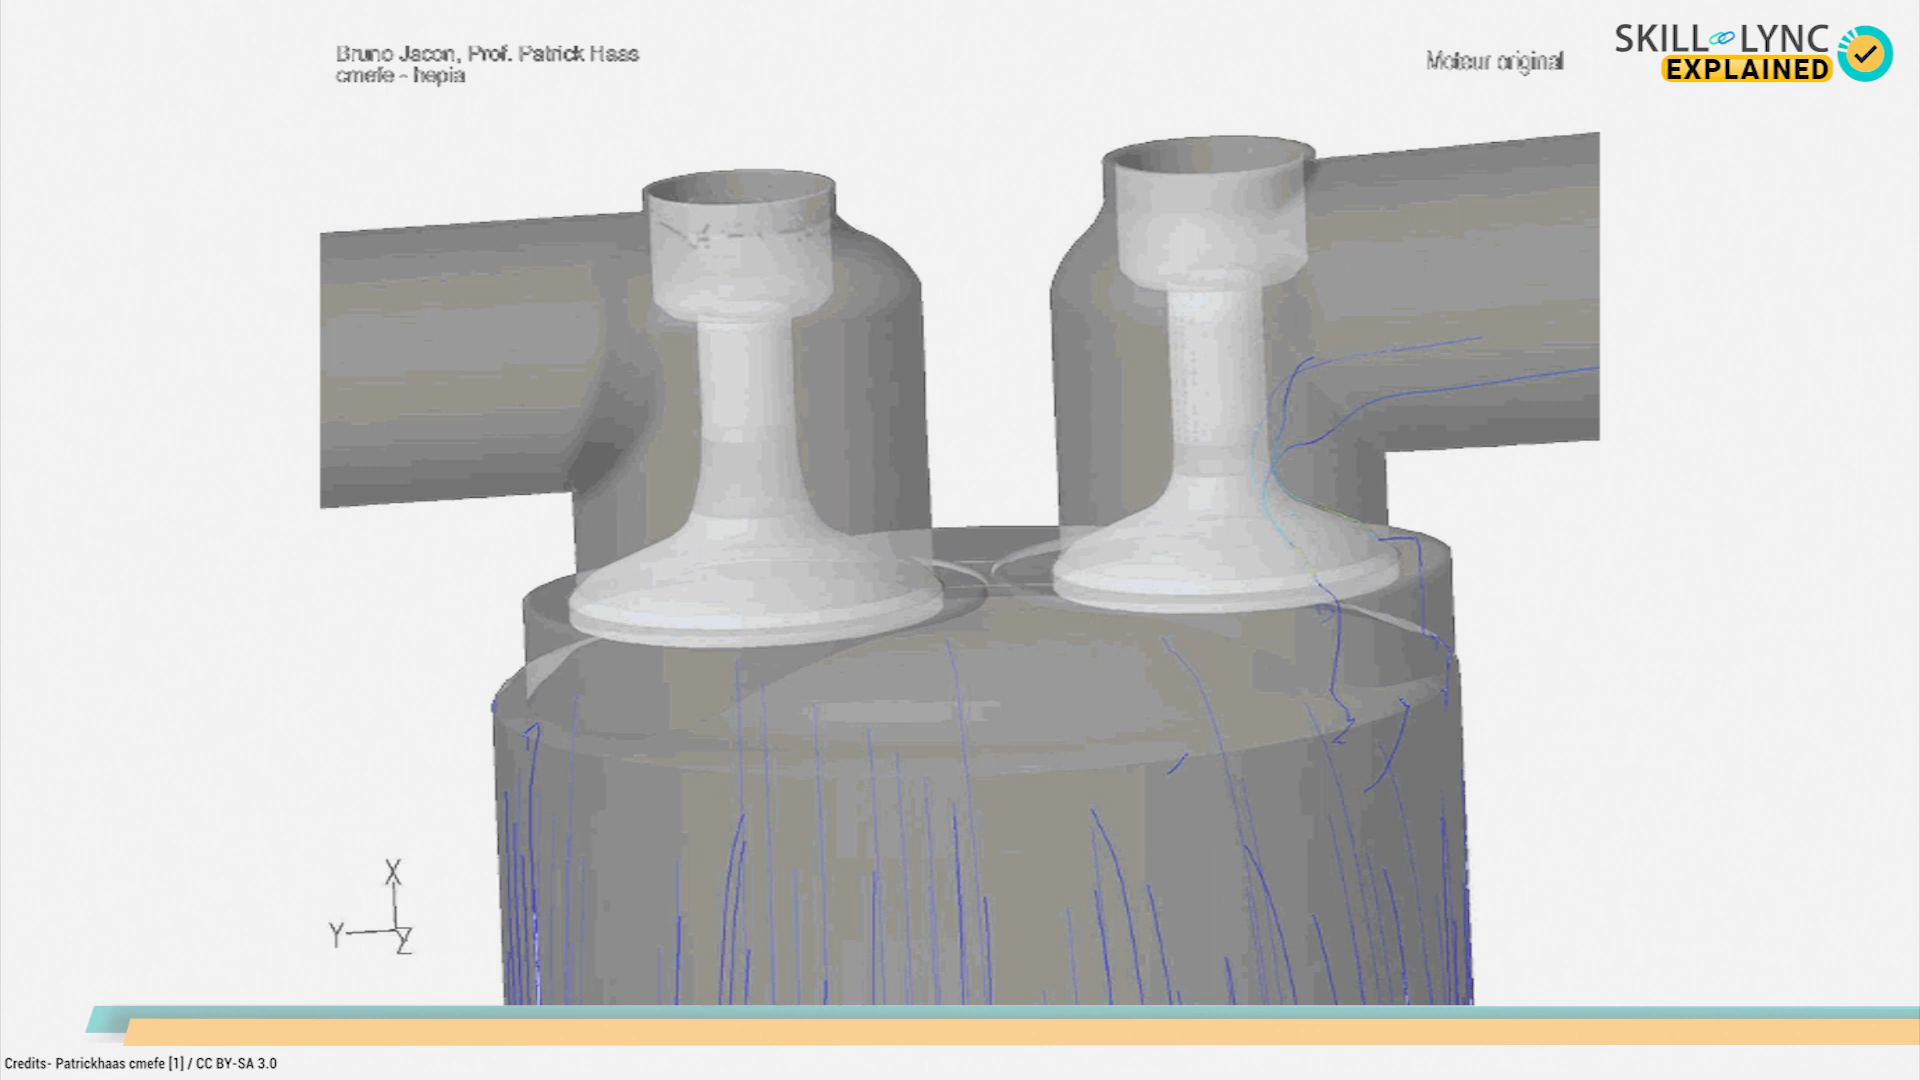 Bruno Jacon, Prof. Patrick Haas
cmefe - hepia
Moteur original
SKILL LYNC
EXPLAINED
X
Y
Z
Credits- Patrickhaas cmefe [1] / CC BY-SA 3.0